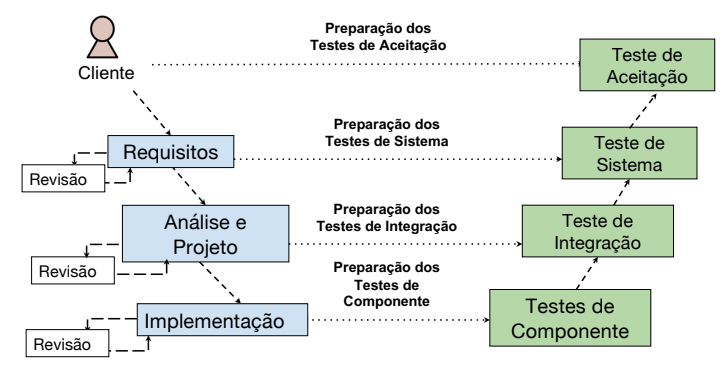 Preparação dos
Testes de Aceitação
Cliente
Teste de
Aceitação
Preparação dos
Testes de Sistema
Requisitos
Revisão
Teste de
Sistema
Preparação dos
Testes de Integração
Análise e
Projeto
Revisão
Teste de
Integração
Preparação dos
Testes de
Componente
Implementação
Revisão
Testes de
Componente